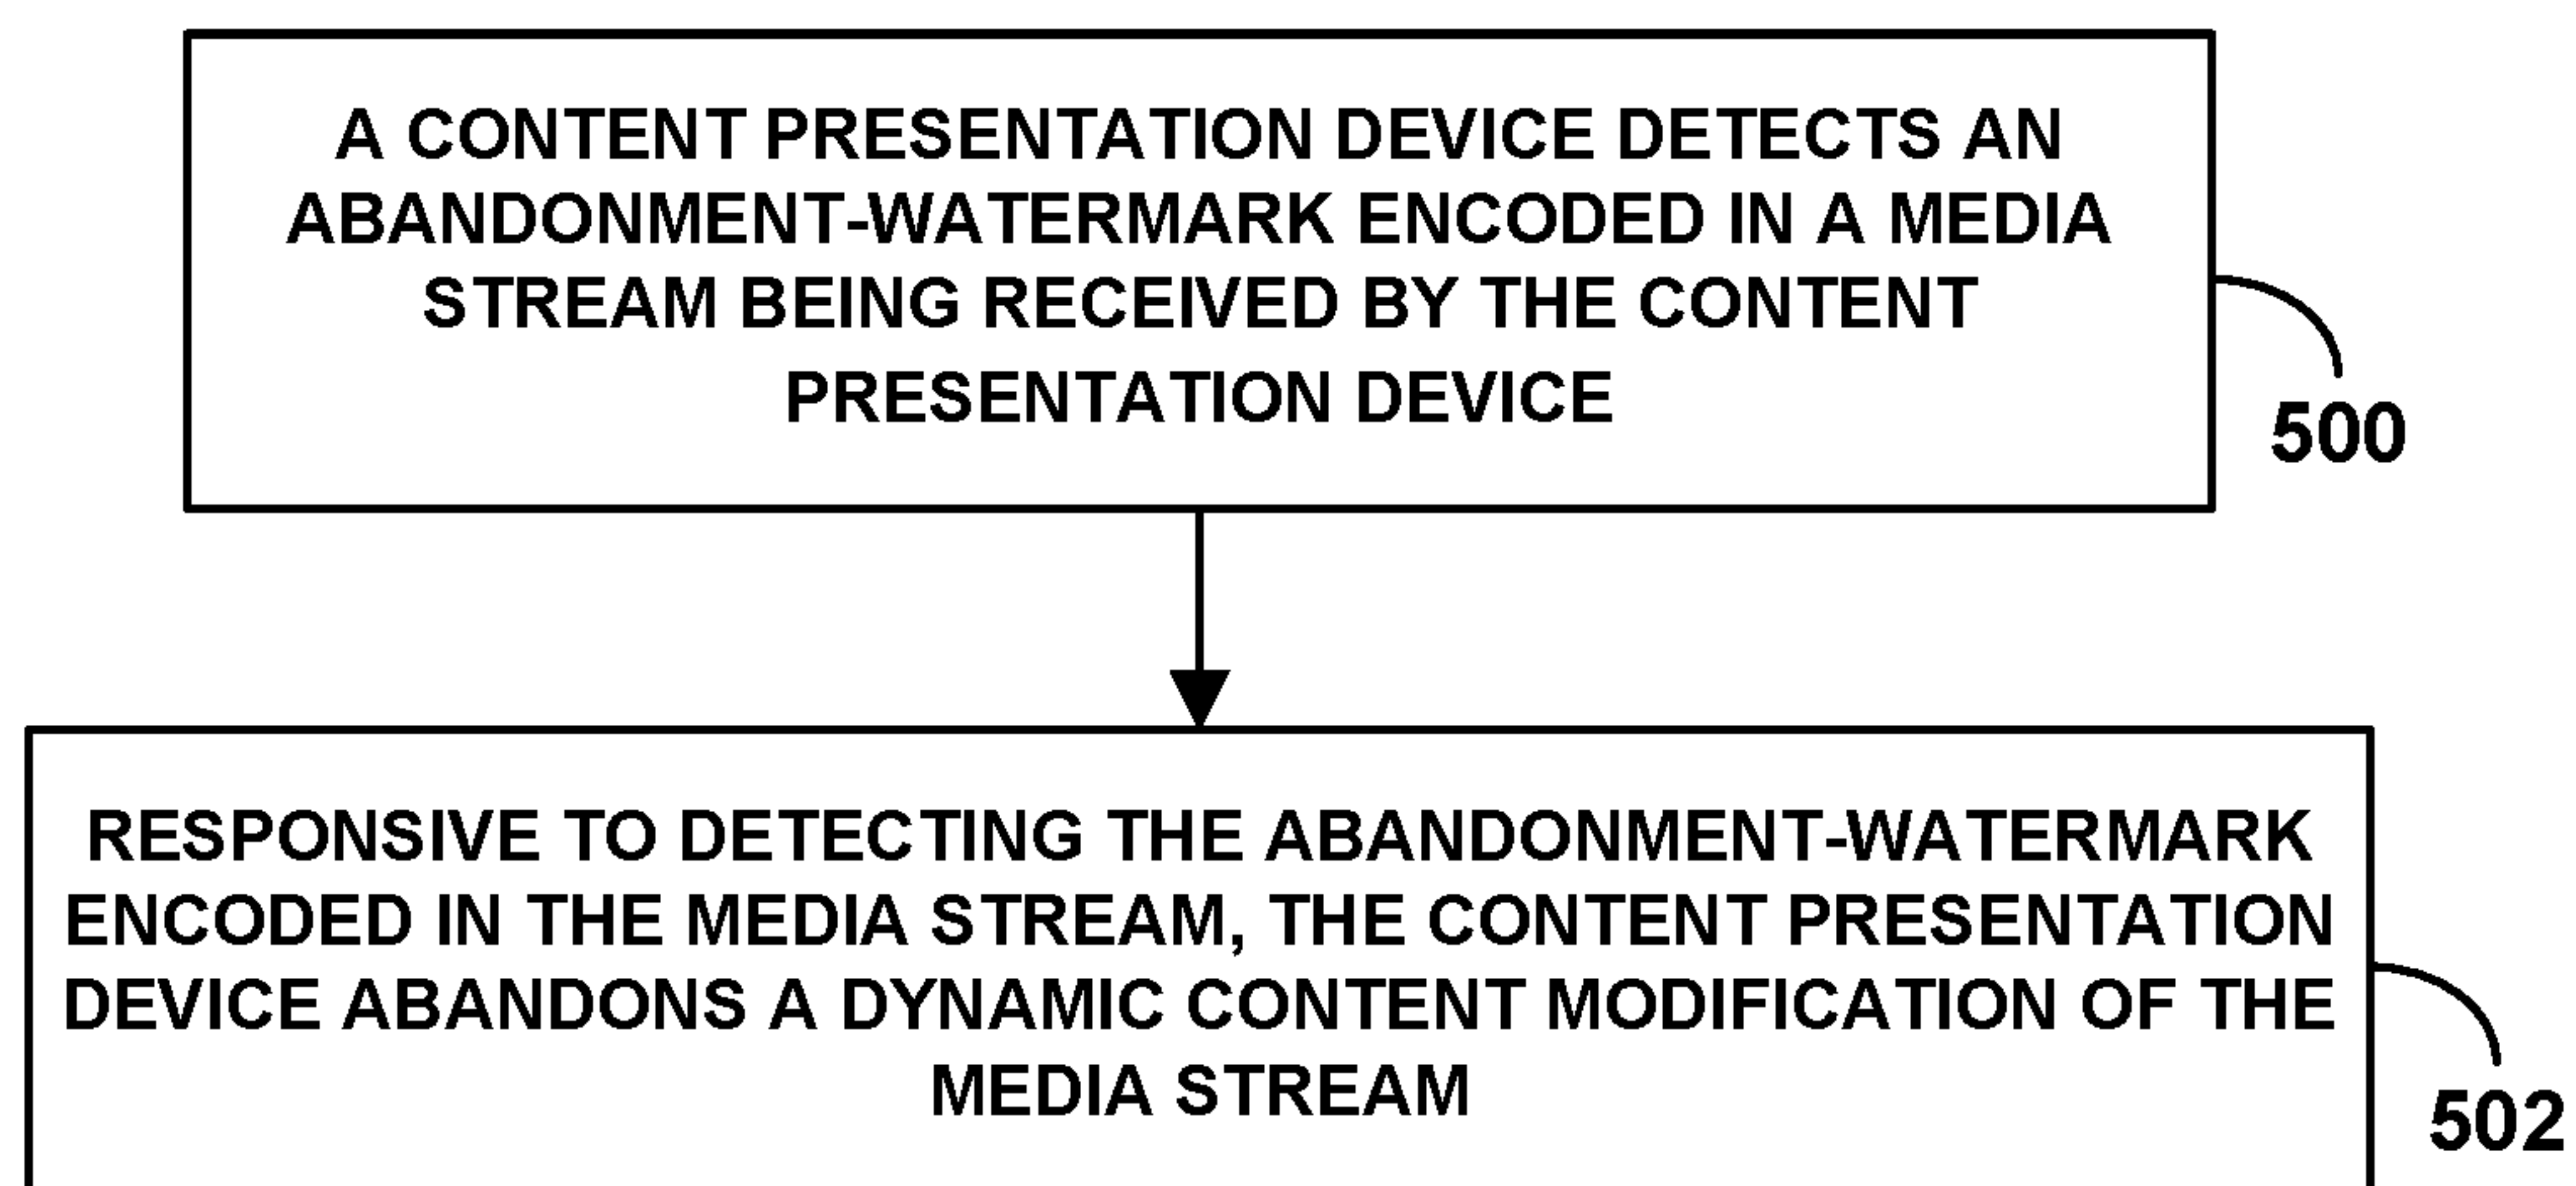 A CONTENT PRESENTATION DEVICE DETECTS AN
ABANDONMENT-WATERMARK ENCODED IN A MEDIA
STREAM BEING RECEIVED BY THE CONTENT
PRESENTATION DEVICE
500
RESPONSIVE TO DETECTING THE ABANDONMENT-WATERMARK
ENCODED IN THE MEDIA STREAM, THE CONTENT PRESENTATION
DEVICE ABANDONS A DYNAMIC CONTENT MODIFICATION OF THE
MEDIA STREAM
502